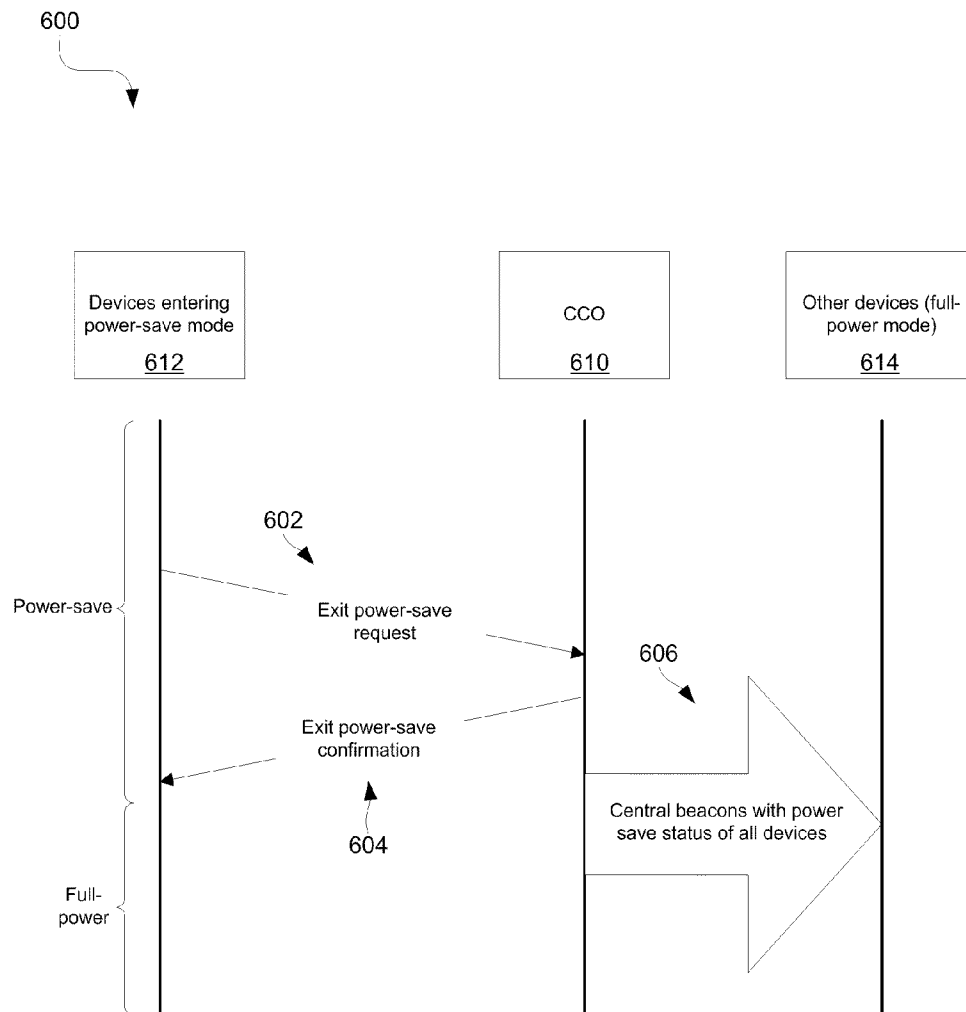 600
Devices entering
power-save mode
612
CCO
610
Other devices (full-
power mode)
614
602
Exit power-save
request
Power-save
606
Exit power-save
confirmation
604
Central beacons with power
save status of all devices
Full-
power